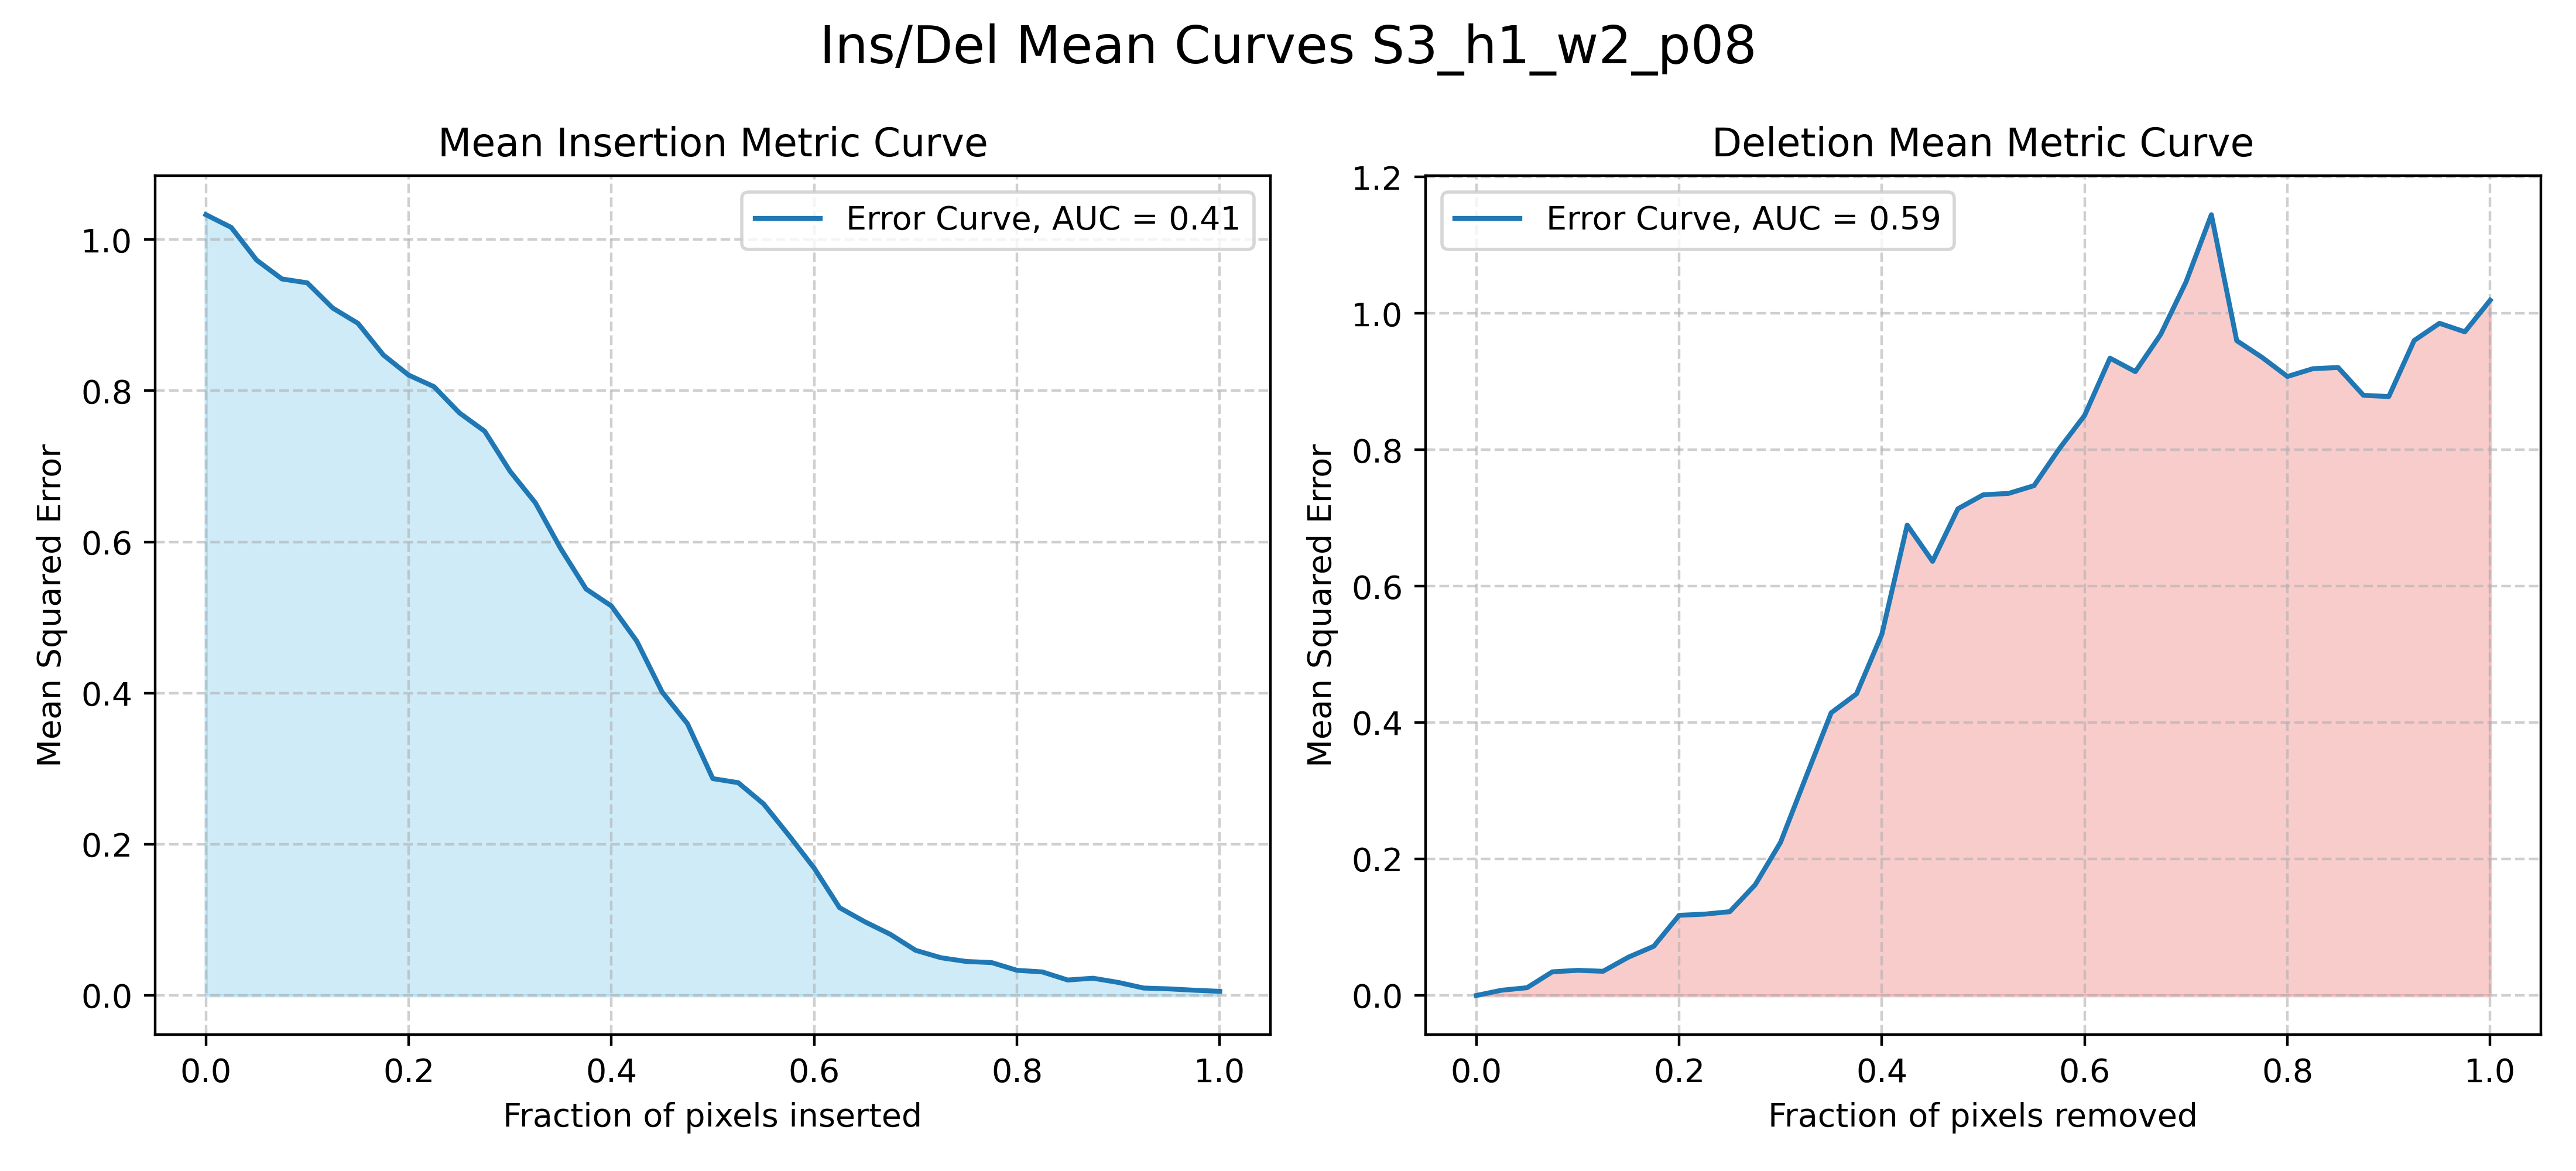 Ins/Del Mean Curves S3_h1_w2_p08
Mean Insertion Metric Curve
Error Curve, AUC = 0.41
Mean Squared Error
1.0
0.8
0.6
0.4
0.2
0.0
0.0 0.2 0.4 0.6 0.8 1.0
Fraction of pixels inserted
Deletion Mean Metric Curve
Error Curve, AUC = 0.59
Mean Squared Error
1.2
1.0
0.8
0.6
0.4
0.2
0.0
0.0 0.2 0.4 0.6 0.8 1.0
Fraction of pixels removed